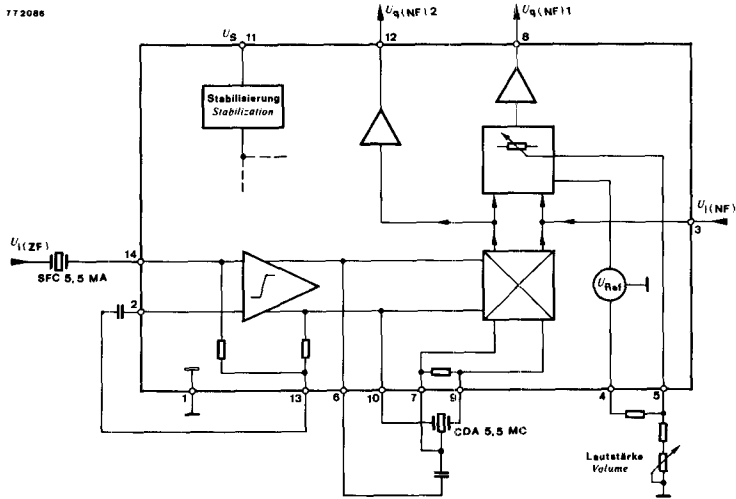 772086
U_q(NF)2
U_q(NF)1
U_S 11
12
8
Stabilisierung
Stabilization
U_i(NF)
3
U_i(ZF)
14
SFC 5,5 MA
2
U_Ref
1
13
6
10
7
9
4
5
CDA 5,5 MC
Lautstärke
Volume